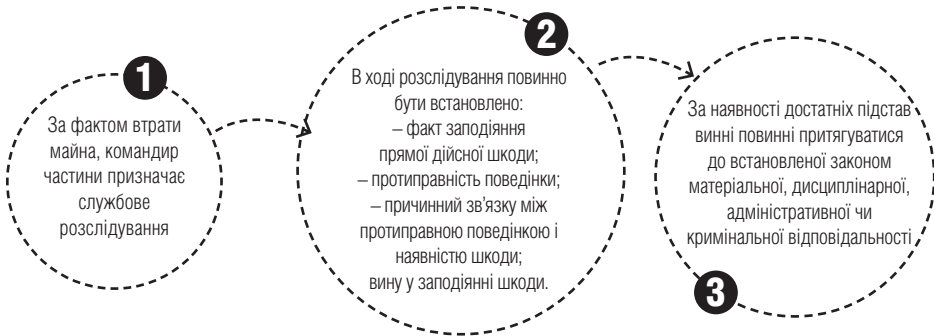 1
За фактом втрати
майна, командир
частини призначає
службове
розслідування
2
В ході розслідування повинно
бути встановлено:
– факт заподіяння
прямої дійсної шкоди;
– протиправність поведінки;
– причинний зв'язку між
протиправною поведінкою і
наявністю шкоди;
вину у заподіянні шкоди.
За наявності достатніх підстав
винні повинні притягуватися
до встановленої законом
матеріальної, дисциплінарної,
адміністративної чи
кримінальної відповідальності
3